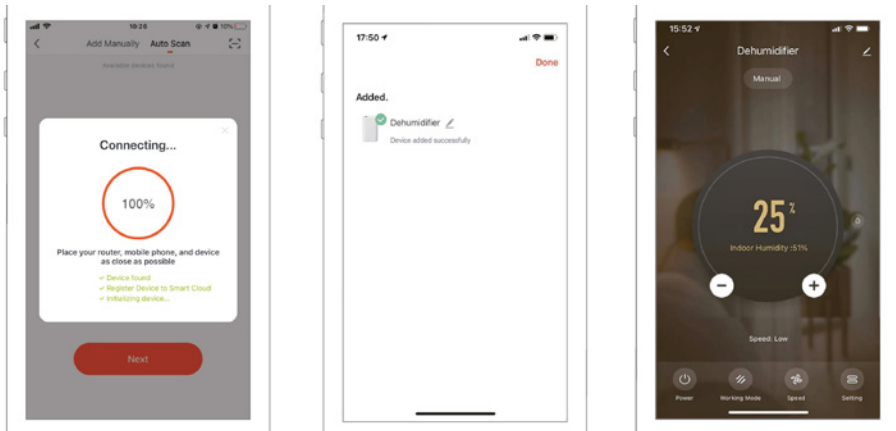 18:26
10%
Add Manually Auto Scan
Available devices found
Connecting...
100%
Place your router, mobile phone, and device
as close as possible
Device found
Register Device to Smart Cloud
Initializing device...
Next
17:50
Done
Added.
Dehumidifier
Device added successfully
15:52
Dehumidifier
Manual
25%
Indoor Humidity :51%
Speed: Low
Power Working Mode Speed Setting